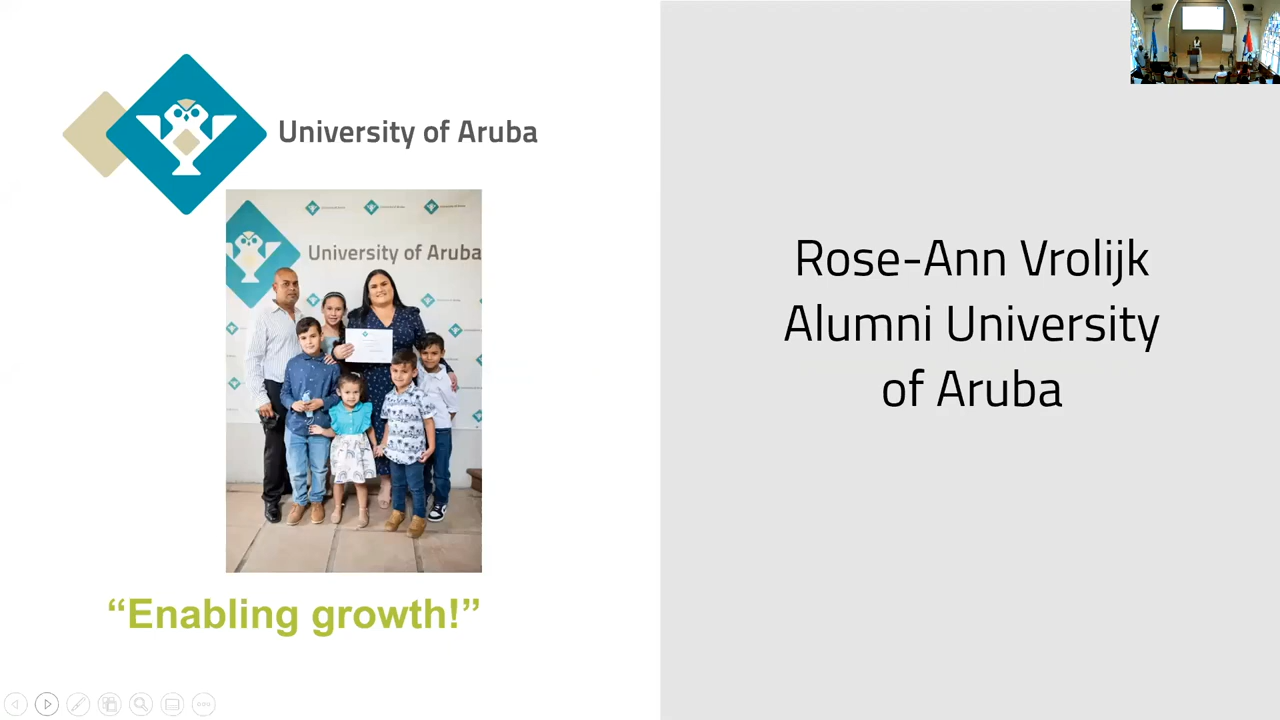 University of Aruba
University of Aruba
“Enabling growth!”
Rose-Ann Vrolijk
Alumni University
of Aruba